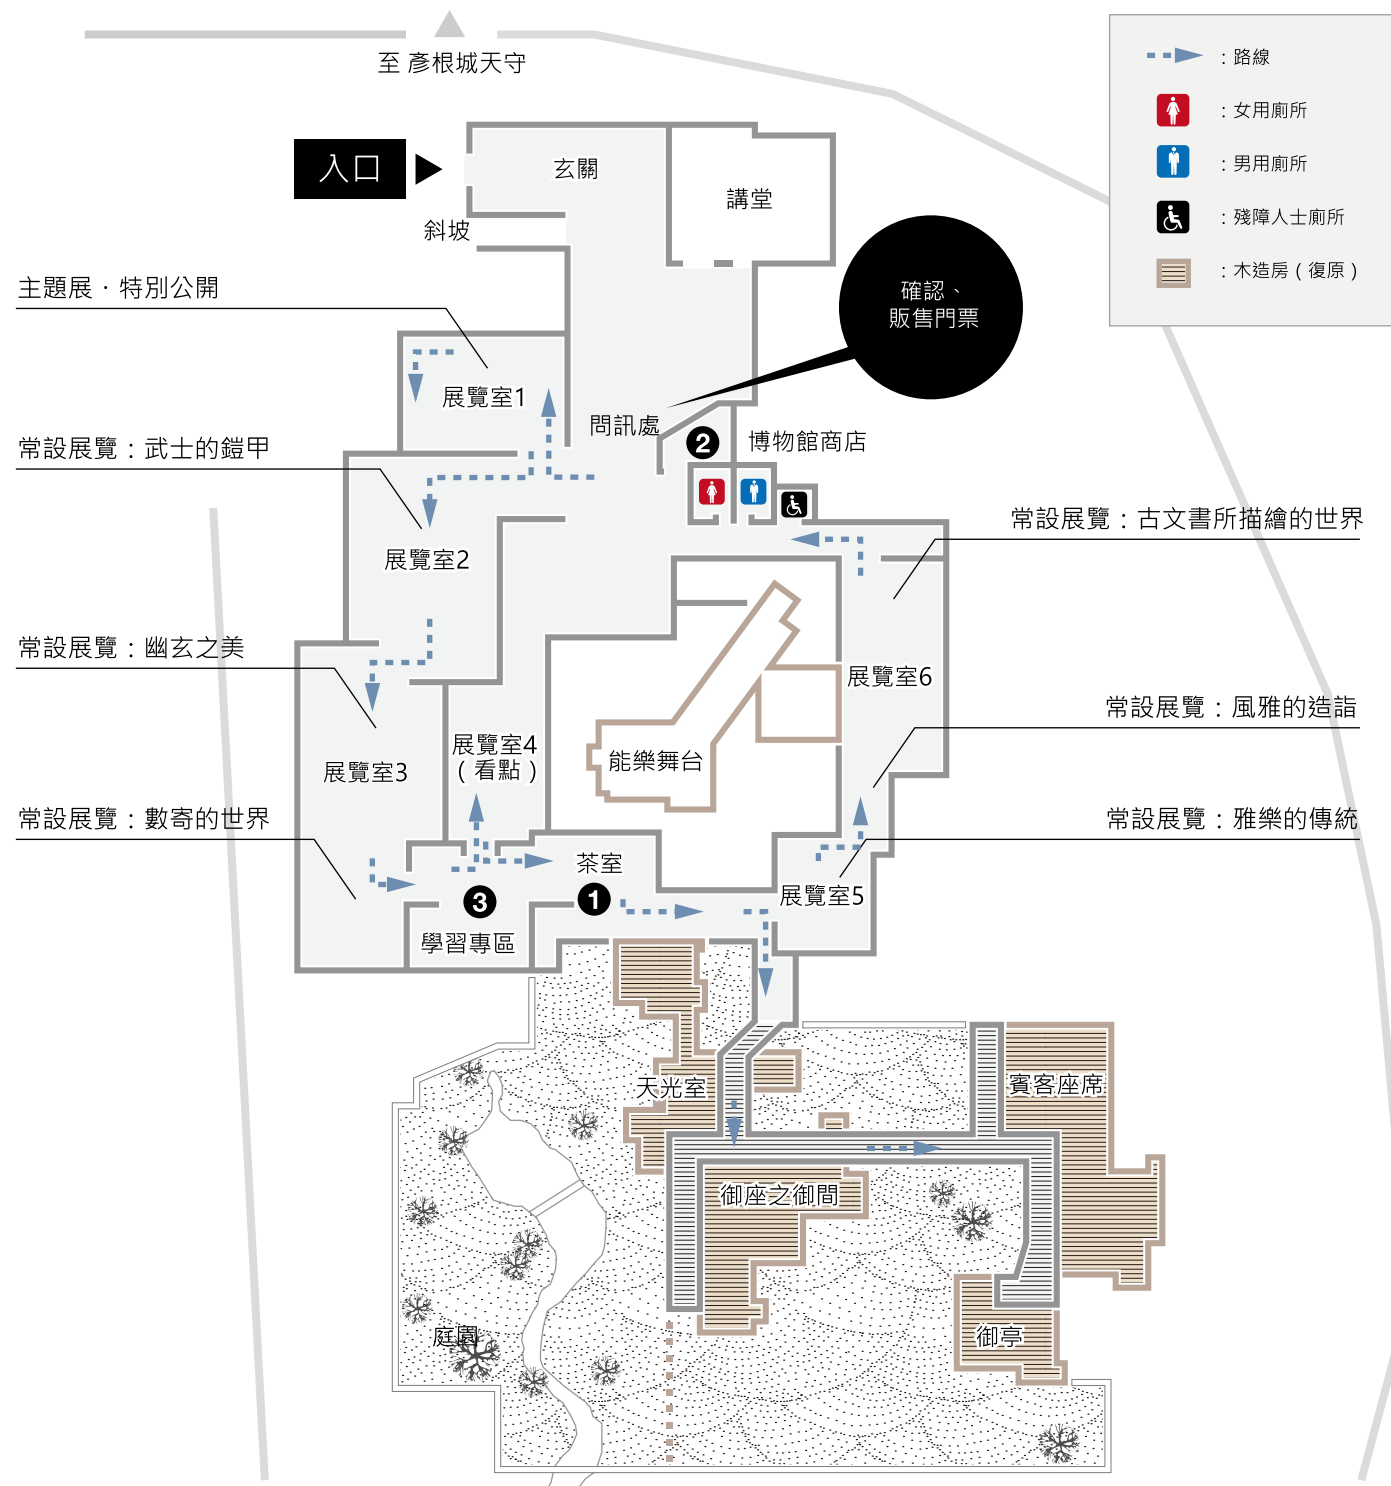 至 彥根城天守
：路線
：女用廁所
：男用廁所
：殘障人士廁所
：木造房（復原）
入口
玄關
講堂
斜坡
主題展・特別公開
確認、
販售門票
展覽室1
問訊處
2
博物館商店
常設展覽：武士的鎧甲
常設展覽：古文書所描繪的世界
展覽室2
常設展覽：幽玄之美
展覽室6
常設展覽：風雅的造詣
展覽室4
（看點）
展覽室3
能樂舞台
常設展覽：數寄的世界
常設展覽：雅樂的傳統
茶室
3
1
展覽室5
學習專區
天光室
賓客座席
御座之御間
庭園
御亭